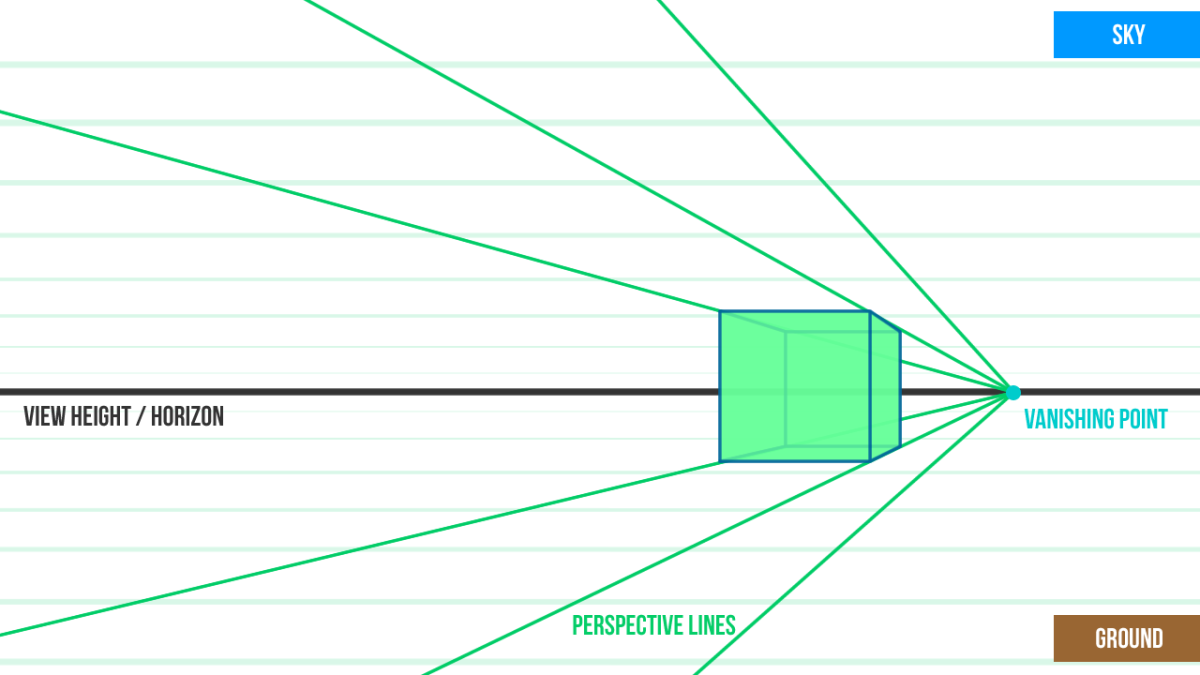 SKY
VIEW HEIGHT / HORIZON
VANISHING POINT
PERSPECTIVE LINES
GROUND